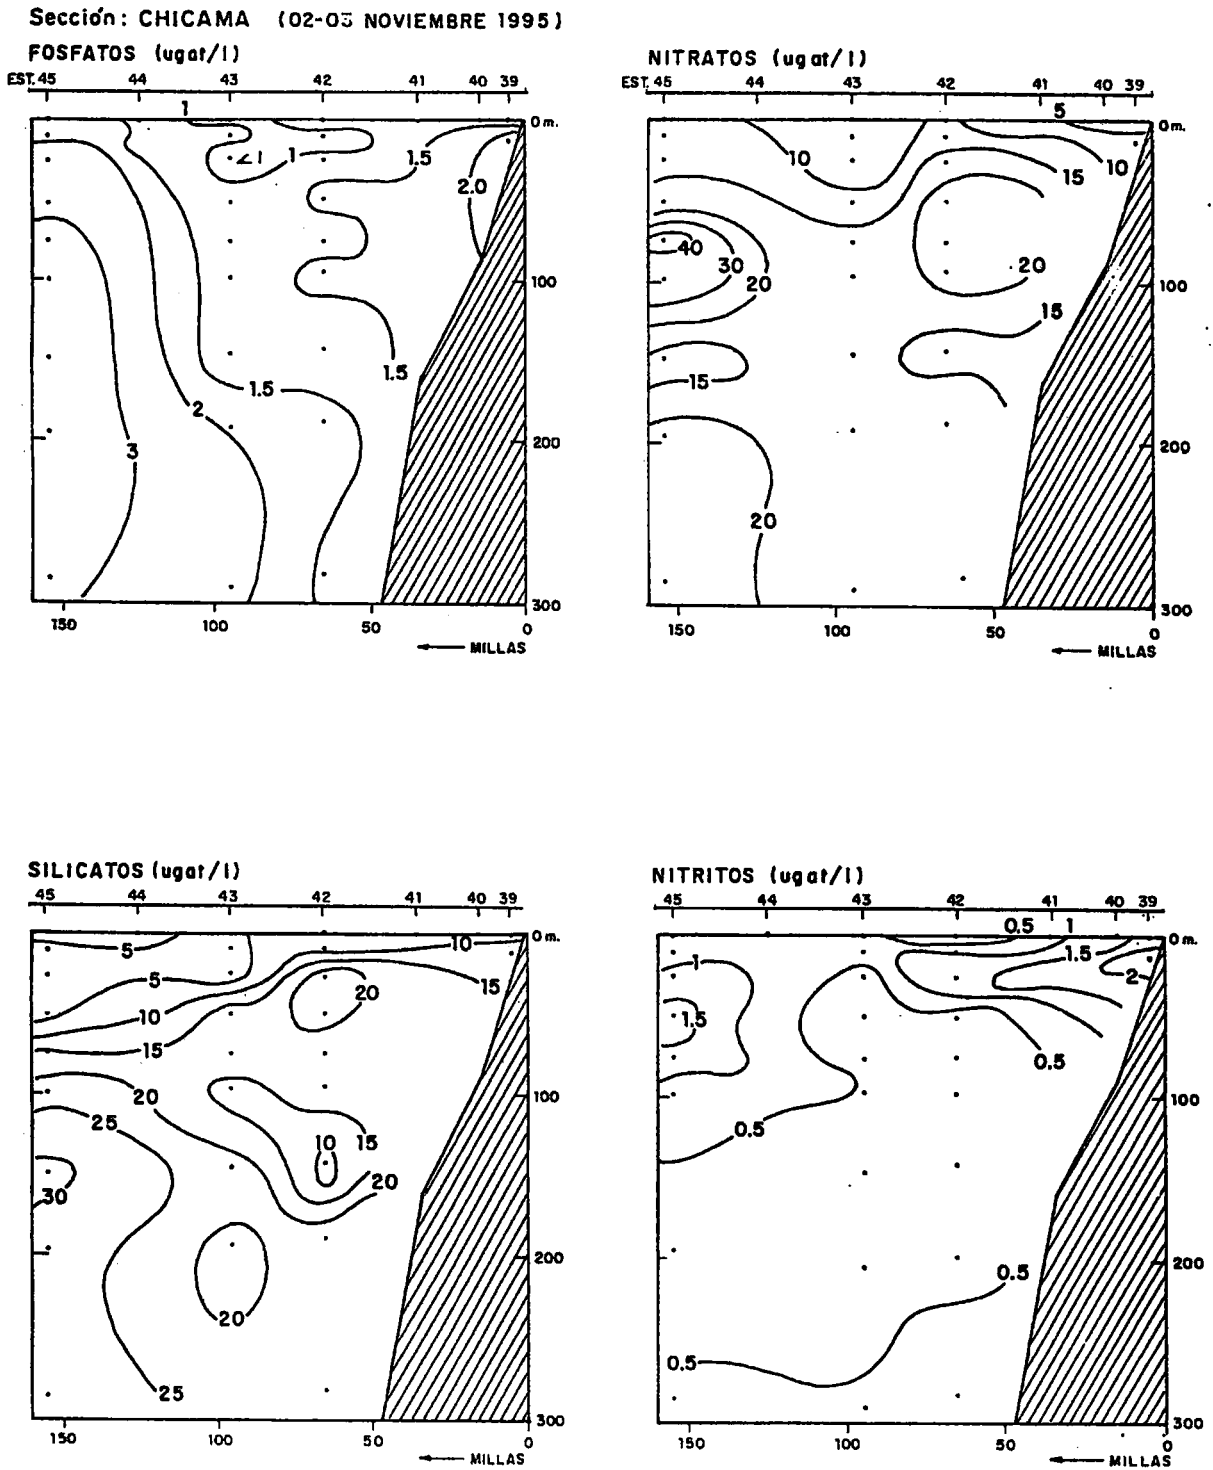 Sección: CHICAMA (02-03 NOVIEMBRE 1995)
FOSFATOS (ugat/l)
EST. 45 44 43 42 41 40 39
1
0 m.
<1
1
1.5
2.0
100
1.5
1.5
2
3
200
300
150 100 50 0
← MILLAS
NITRATOS (ugat/l)
EST. 45 44 43 42 41 40 39
5
0 m.
10
10
15
40
30
20
20
100
15
15
200
20
300
150 100 50 0
← MILLAS
SILICATOS (ugat/l)
45 44 43 42 41 40 39
0 m.
5
10
5
15
20
10
15
20
100
25
10
15
20
30
200
20
25
300
150 100 50 0
← MILLAS
NITRITOS (ugat/l)
45 44 43 42 41 40 39
0.5 1
0 m.
1.5
1
2
1.5
0.5
100
0.5
200
0.5
0.5
300
150 100 50 0
← MILLAS